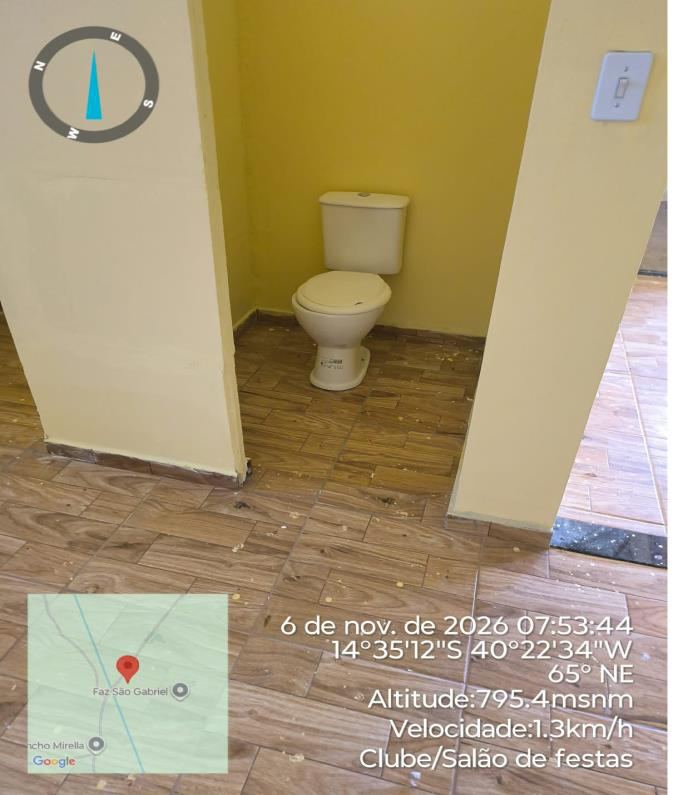 N
E
S
W
6 de nov. de 2026 07:53:44
14°35'12"S 40°22'34"W
65° NE
Altitude:795.4msnm
Velocidade:1.3km/h
Clube/Salão de festas
Faz São Gabriel
ncho Mirella
Google